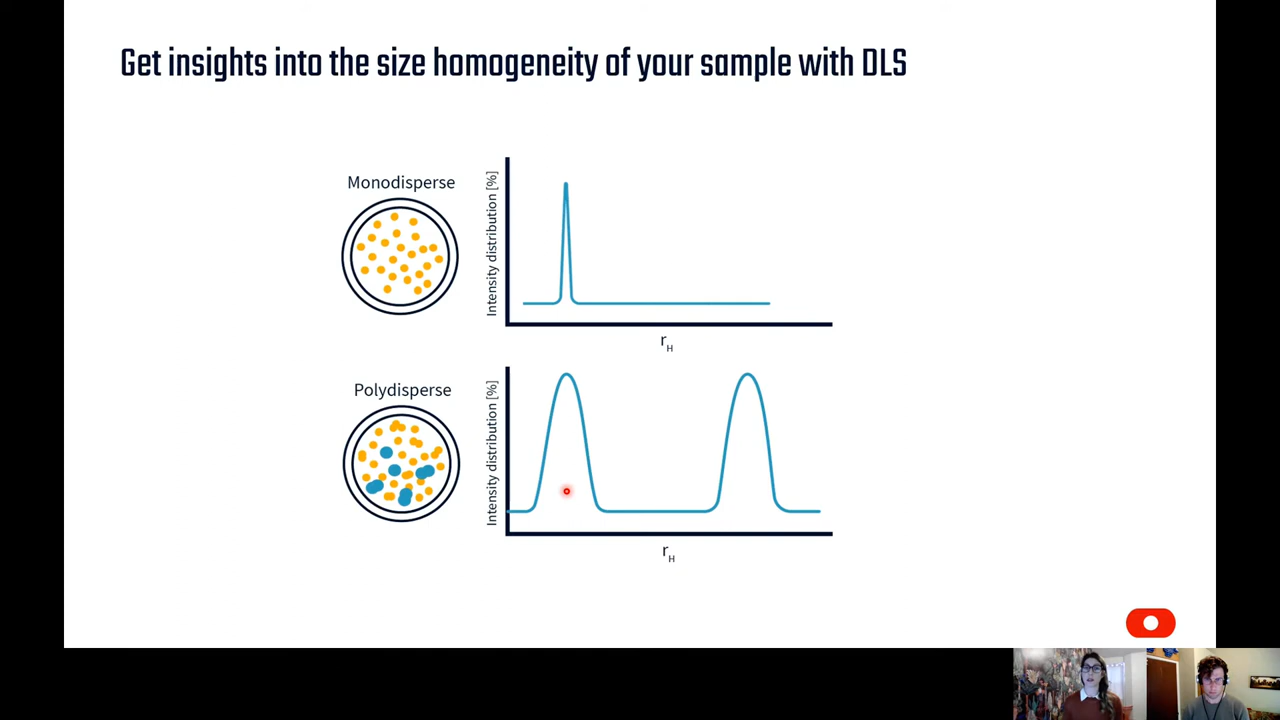 Get insights into the size homogeneity of your sample with DLS
Monodisperse
Intensity distribution [%]
rH
Polydisperse
Intensity distribution [%]
rH